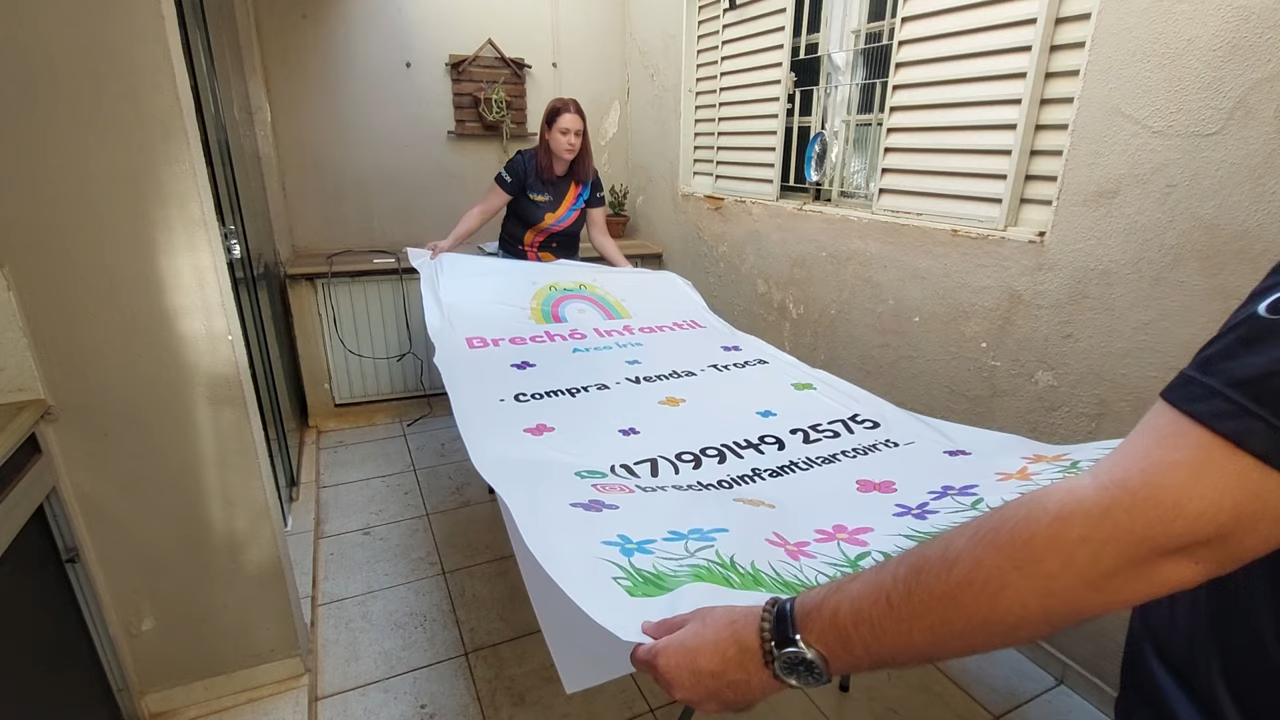 Brechó Infantil
Arco Íris
· Compra · Venda · Troca
(17)99149 2575
brechoinfantilarcoiris_